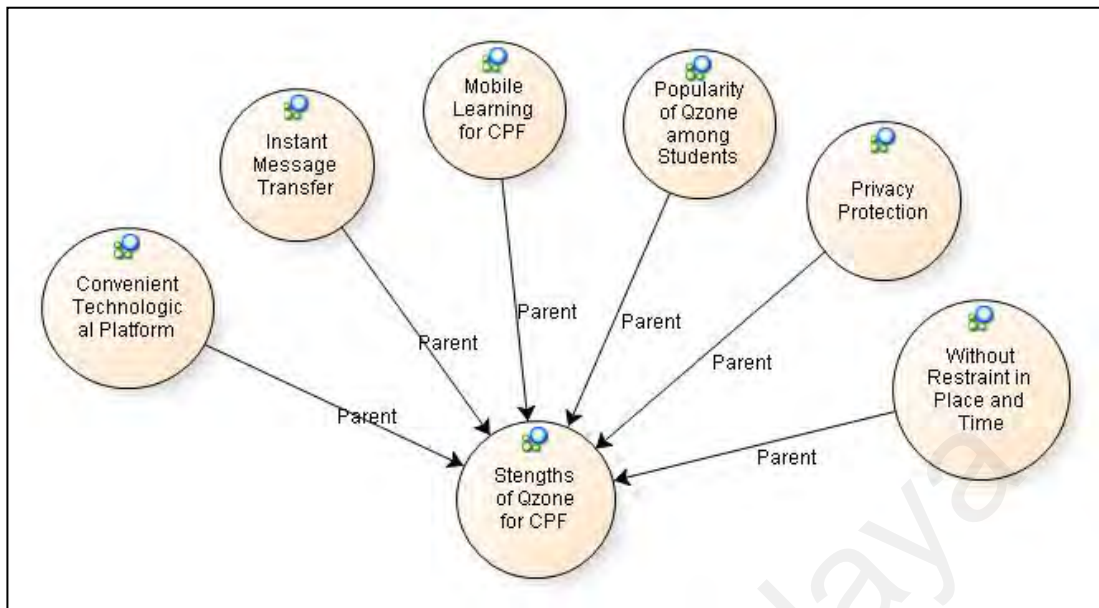 Mobile
Learning
for CPF
Popularity
of Qzone
among
Students
Instant
Message
Transfer
Privacy
Protection
Convenient
Technologic
al Platform
Without
Restraint in
Place and
Time
Parent
Parent
Parent
Parent
Parent
Parent
Stengths
of Qzone
for CPF